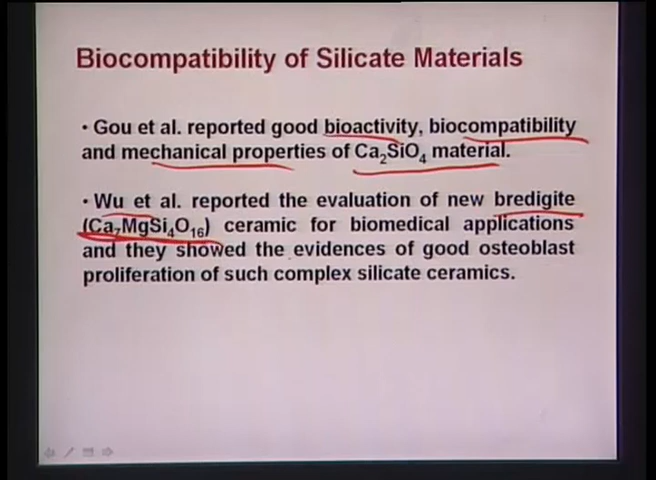 Biocompatibility of Silicate Materials
• Gou et al. reported good bioactivity, biocompatibility
and mechanical properties of Ca₂SiO₄ material.
• Wu et al. reported the evaluation of new bredigite
(Ca₇MgSi₄O₁₆) ceramic for biomedical applications
and they showed the evidences of good osteoblast
proliferation of such complex silicate ceramics.